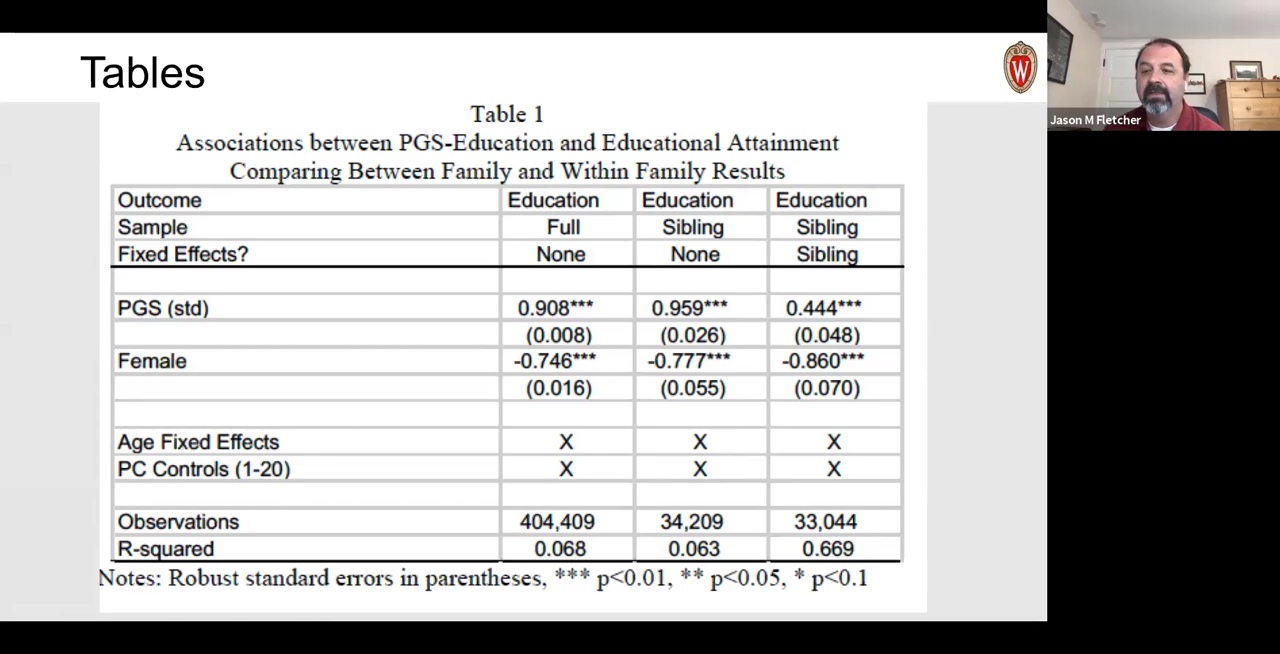 Tables
W
Jason M Fletcher
Table 1
Associations between PGS-Education and Educational Attainment
Comparing Between Family and Within Family Results
Outcome Education Education Education
Sample Full Sibling Sibling
Fixed Effects? None None Sibling
PGS (std) 0.908*** 0.959*** 0.444***
(0.008) (0.026) (0.048)
Female -0.746*** -0.777*** -0.860***
(0.016) (0.055) (0.070)
Age Fixed Effects X X X
PC Controls (1-20) X X X
Observations 404,409 34,209 33,044
R-squared 0.068 0.063 0.669
Notes: Robust standard errors in parentheses, *** p<0.01, ** p<0.05, * p<0.1